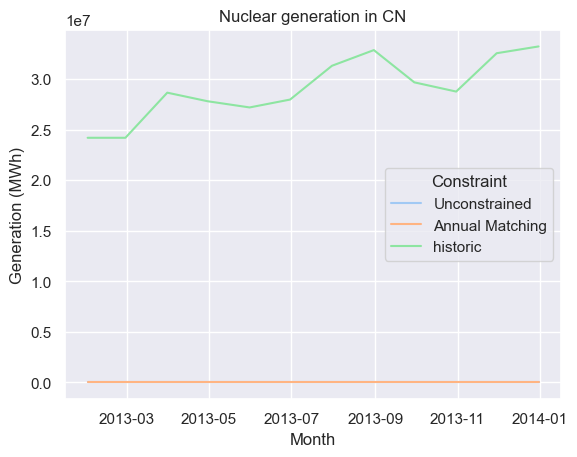 Nuclear generation in CN
1e7
3.0
2.5
2.0
1.5
1.0
0.5
0.0
Generation (MWh)
Constraint
Unconstrained
Annual Matching
historic
2013-03 2013-05 2013-07 2013-09 2013-11 2014-01
Month